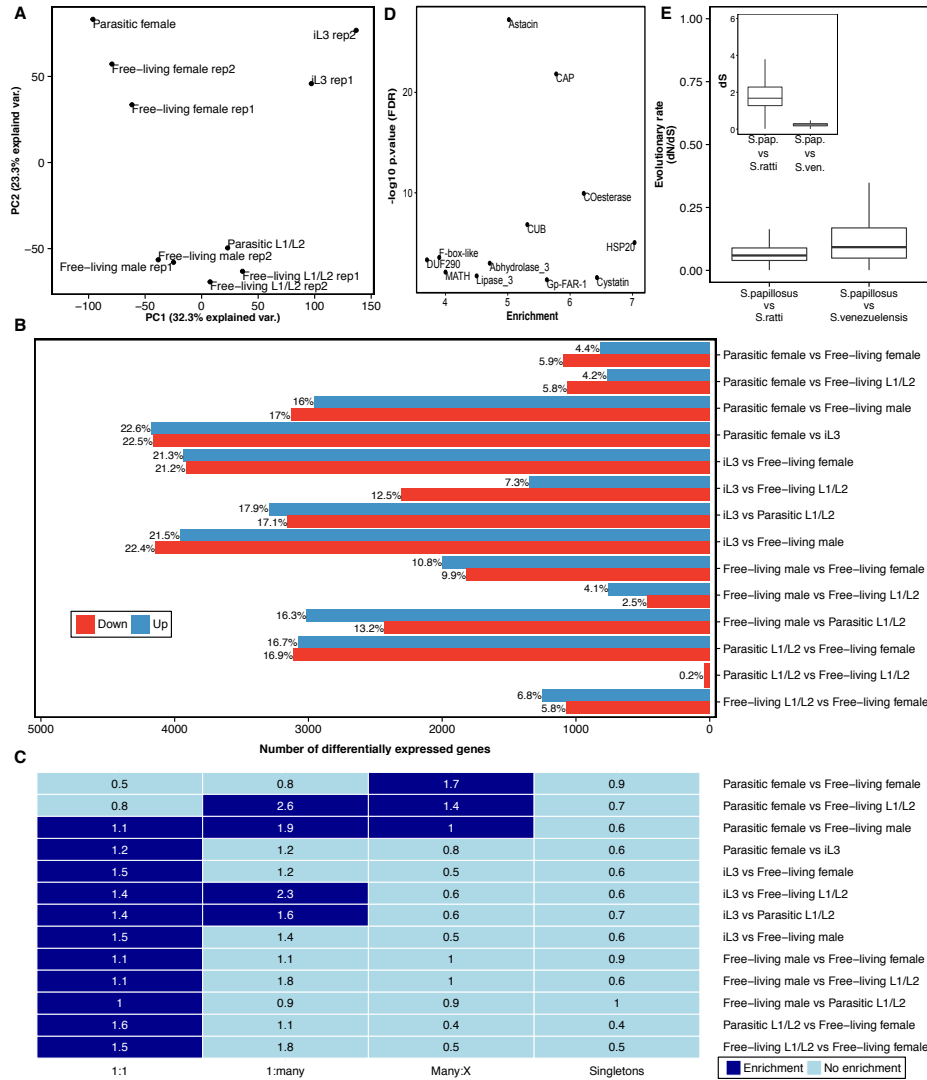 A
PC2 (23.3% explaind var.)
50
0
−50
Parasitic female
iL3 rep2
Free−living female rep2
iL3 rep1
Free−living female rep1
Parasitic L1/L2
Free−living male rep2
Free−living male rep1
Free−living L1/L2 rep1
Free−living L1/L2 rep2
−100
−50
0
50
100
150
PC1 (32.3% explained var.)
D
-log10 p.value (FDR)
20
10
Astacin
CAP
COesterase
CUB
HSP20
F-box-like
DUF290
Abhydrolase_3
MATH
Lipase_3
Gp-FAR-1
Cystatin
4
5
6
7
Enrichment
E
Evolutionary rate
(dN/dS)
1.00
0.75
0.50
0.25
0.00
dS
6
4
2
0
S.pap.
vs
S.ratti
S.pap.
vs
S.ven.
S.papillosus
vs
S.ratti
S.papillosus
vs
S.venezuelensis
B
4.4%
5.9%
Parasitic female vs Free−living female
4.2%
5.8%
Parasitic female vs Free−living L1/L2
16%
17%
Parasitic female vs Free−living male
22.6%
22.5%
Parasitic female vs iL3
21.3%
21.2%
iL3 vs Free−living female
7.3%
12.5%
iL3 vs Free−living L1/L2
17.9%
17.1%
iL3 vs Parasitic L1/L2
21.5%
22.4%
iL3 vs Free−living male
10.8%
9.9%
Free−living male vs Free−living female
4.1%
2.5%
Free−living male vs Free−living L1/L2
16.3%
13.2%
Free−living male vs Parasitic L1/L2
16.7%
16.9%
Parasitic L1/L2 vs Free−living female
0.2%
Parasitic L1/L2 vs Free−living L1/L2
6.8%
5.8%
Free−living L1/L2 vs Free−living female
Down Up
5000 4000 3000 2000 1000 0
Number of differentially expressed genes
C
0.5 0.8 1.7 0.9 Parasitic female vs Free−living female
0.8 2.6 1.4 0.7 Parasitic female vs Free−living L1/L2
1.1 1.9 1 0.6 Parasitic female vs Free−living male
1.2 1.2 0.8 0.6 Parasitic female vs iL3
1.5 1.2 0.5 0.6 iL3 vs Free−living female
1.4 2.3 0.6 0.6 iL3 vs Free−living L1/L2
1.4 1.6 0.6 0.7 iL3 vs Parasitic L1/L2
1.5 1.4 0.5 0.6 iL3 vs Free−living male
1.1 1.1 1 0.9 Free−living male vs Free−living female
1.1 1.8 1 0.6 Free−living male vs Free−living L1/L2
1 0.9 0.9 1 Free−living male vs Parasitic L1/L2
1.6 1.1 0.4 0.4 Parasitic L1/L2 vs Free−living female
1.5 1.8 0.5 0.5 Free−living L1/L2 vs Free−living female
1:1 1:many Many:X Singletons
Enrichment No enrichment